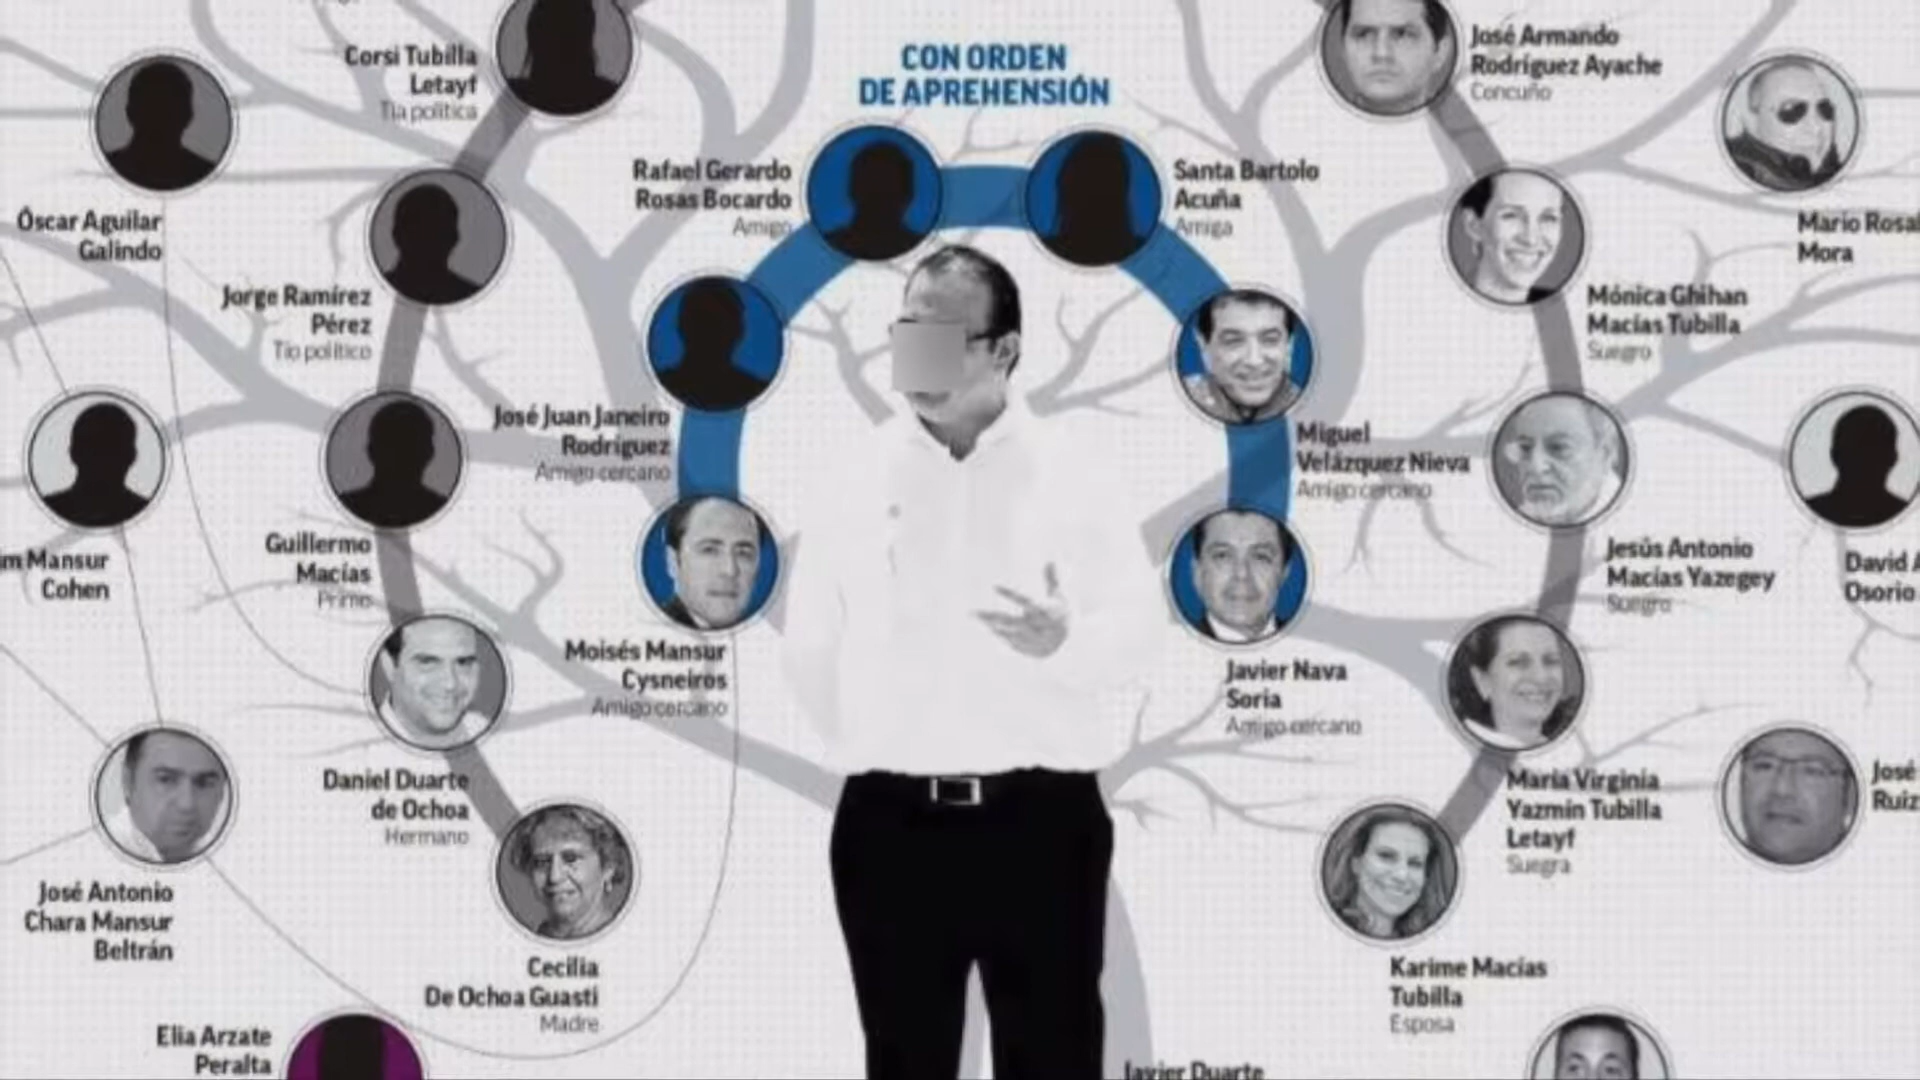 CON ORDEN
DE APREHENSIÓN
Corsi Tubilla
Letayf
Tía política
José Armando
Rodríguez Ayache
Concuño
Rafael Gerardo
Rosas Bocardo
Amigo
Santa Bartolo
Acuña
Amiga
Óscar Aguilar
Galindo
Mario Rosal
Mora
Jorge Ramírez
Pérez
Tío político
Mónica Ghihan
Macías Tubilla
Suegro
José Juan Janeiro
Rodríguez
Amigo cercano
Miguel
Velázquez Nieva
Amigo cercano
Mansur
Cohen
Guillermo
Macías
Primo
Jesús Antonio
Macías Yazegey
Suegro
David A
Osorio
Moisés Mansur
Cysneiros
Amigo cercano
Javier Nava
Soria
Amigo cercano
Daniel Duarte
de Ochoa
Hermano
María Virginia
Yazmín Tubilla
Letayf
Suegra
José
Ruiz
José Antonio
Chara Mansur
Beltrán
Cecilia
De Ochoa Guasti
Madre
Karime Macías
Tubilla
Esposa
Elia Arzate
Peralta
Javier Duarte